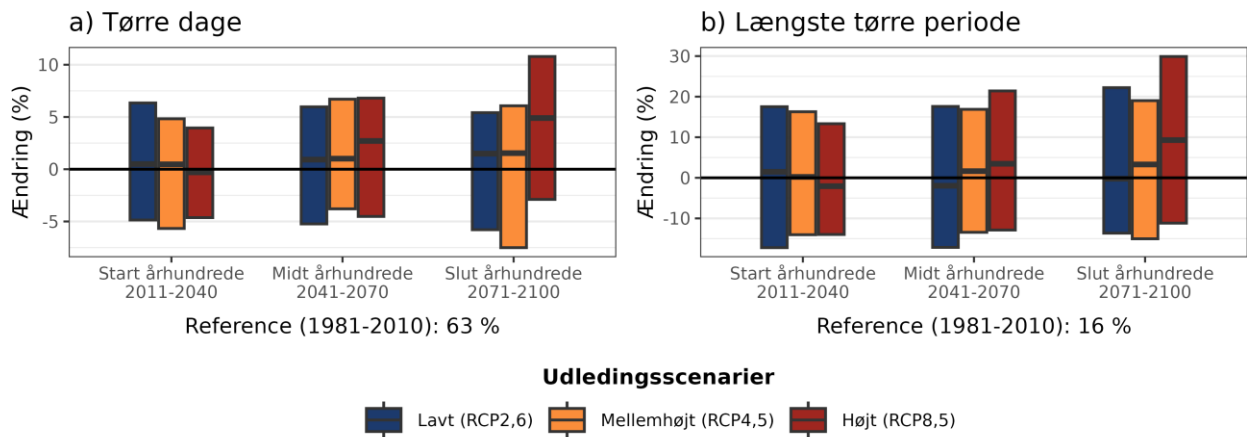 a) Tørre dage
Ændring (%)
10
5
0
-5
Start århundrede
2011-2040
Midt århundrede
2041-2070
Slut århundrede
2071-2100
Reference (1981-2010): 63 %
b) Længste tørre periode
Ændring (%)
30
20
10
0
-10
Start århundrede
2011-2040
Midt århundrede
2041-2070
Slut århundrede
2071-2100
Reference (1981-2010): 16 %
Udledingsscenarier
Lavt (RCP2,6)
Mellemhøjt (RCP4,5)
Højt (RCP8,5)